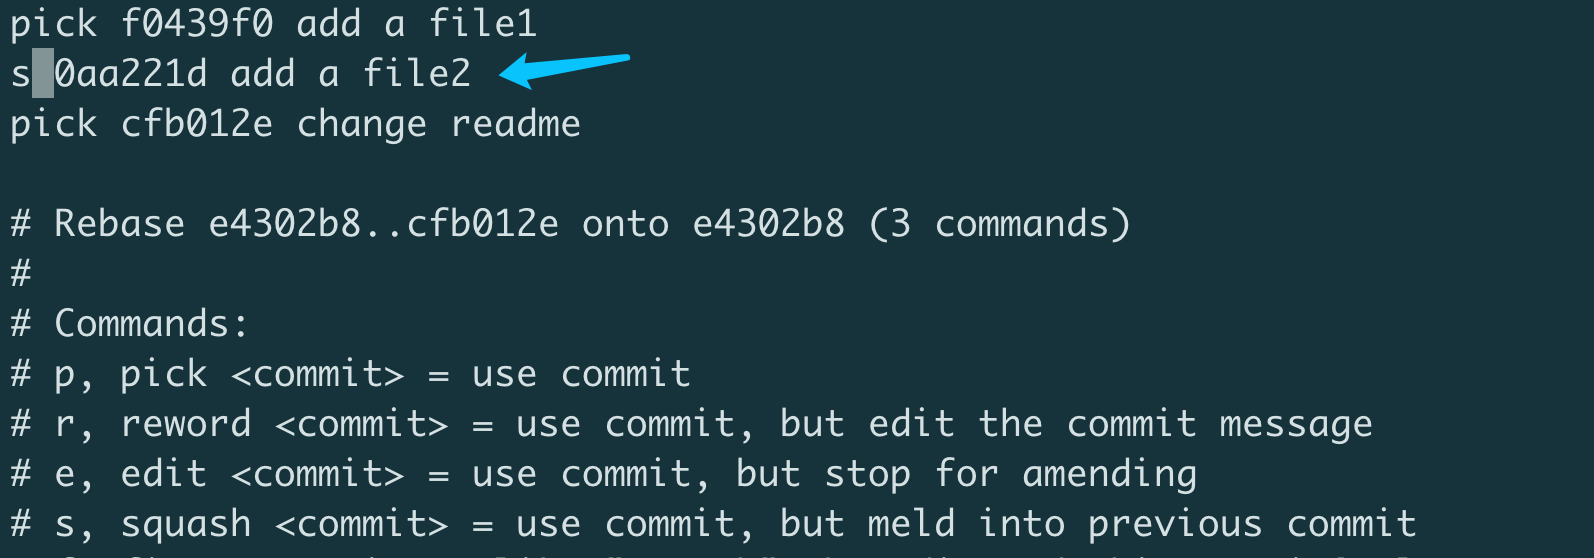 pick f0439f0 add a file1
s 0aa221d add a file2
pick cfb012e change readme
# Rebase e4302b8..cfb012e onto e4302b8 (3 commands)
#
# Commands:
# p, pick <commit> = use commit
# r, reword <commit> = use commit, but edit the commit message
# e, edit <commit> = use commit, but stop for amending
# s, squash <commit> = use commit, but meld into previous commit